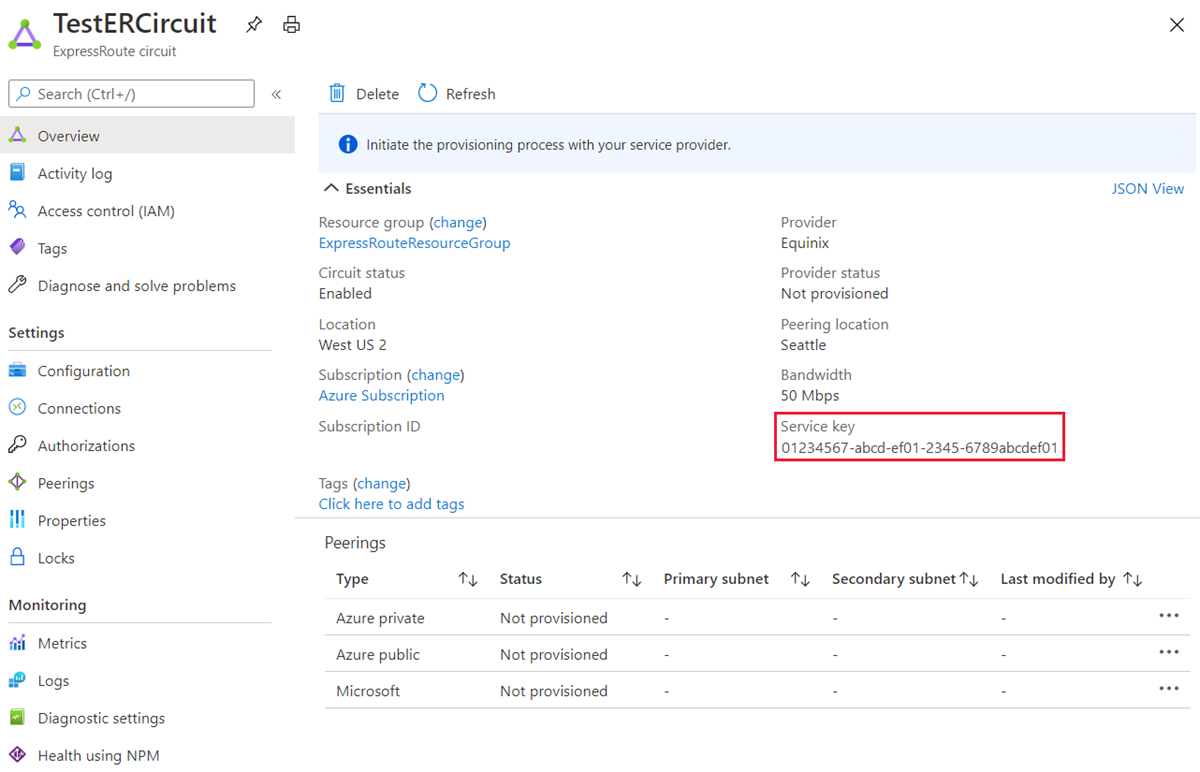 TestERCircuit
ExpressRoute circuit
Search (Ctrl+/)
«
Overview
Activity log
Access control (IAM)
Tags
Diagnose and solve problems
Settings
Configuration
Connections
Authorizations
Peerings
Properties
Locks
Monitoring
Metrics
Logs
Diagnostic settings
Health using NPM
Delete Refresh
Initiate the provisioning process with your service provider.
Essentials JSON View
Resource group (change)
ExpressRouteResourceGroup
Circuit status
Enabled
Location
West US 2
Subscription (change)
Azure Subscription
Subscription ID
Tags (change)
Click here to add tags
Provider
Equinix
Provider status
Not provisioned
Peering location
Seattle
Bandwidth
50 Mbps
Service key
01234567-abcd-ef01-2345-6789abcdef01
Peerings
Type Status Primary subnet Secondary subnet Last modified by
Azure private Not provisioned - - -
Azure public Not provisioned - - -
Microsoft Not provisioned - - -